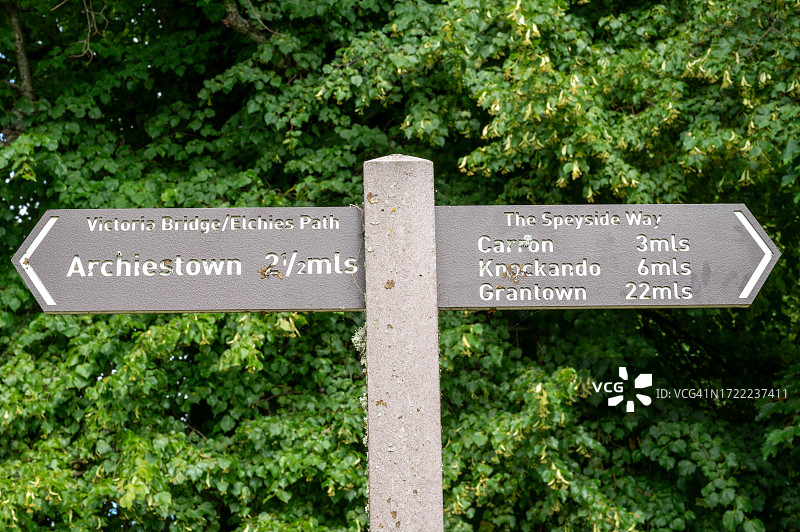 Victoria Bridge/Elchies Path
Archiestown 2½mls
The Speyside Way
Carron 3mls
Knockando 6mls
Grantown 22mls
VCG
VCG41N1722237411